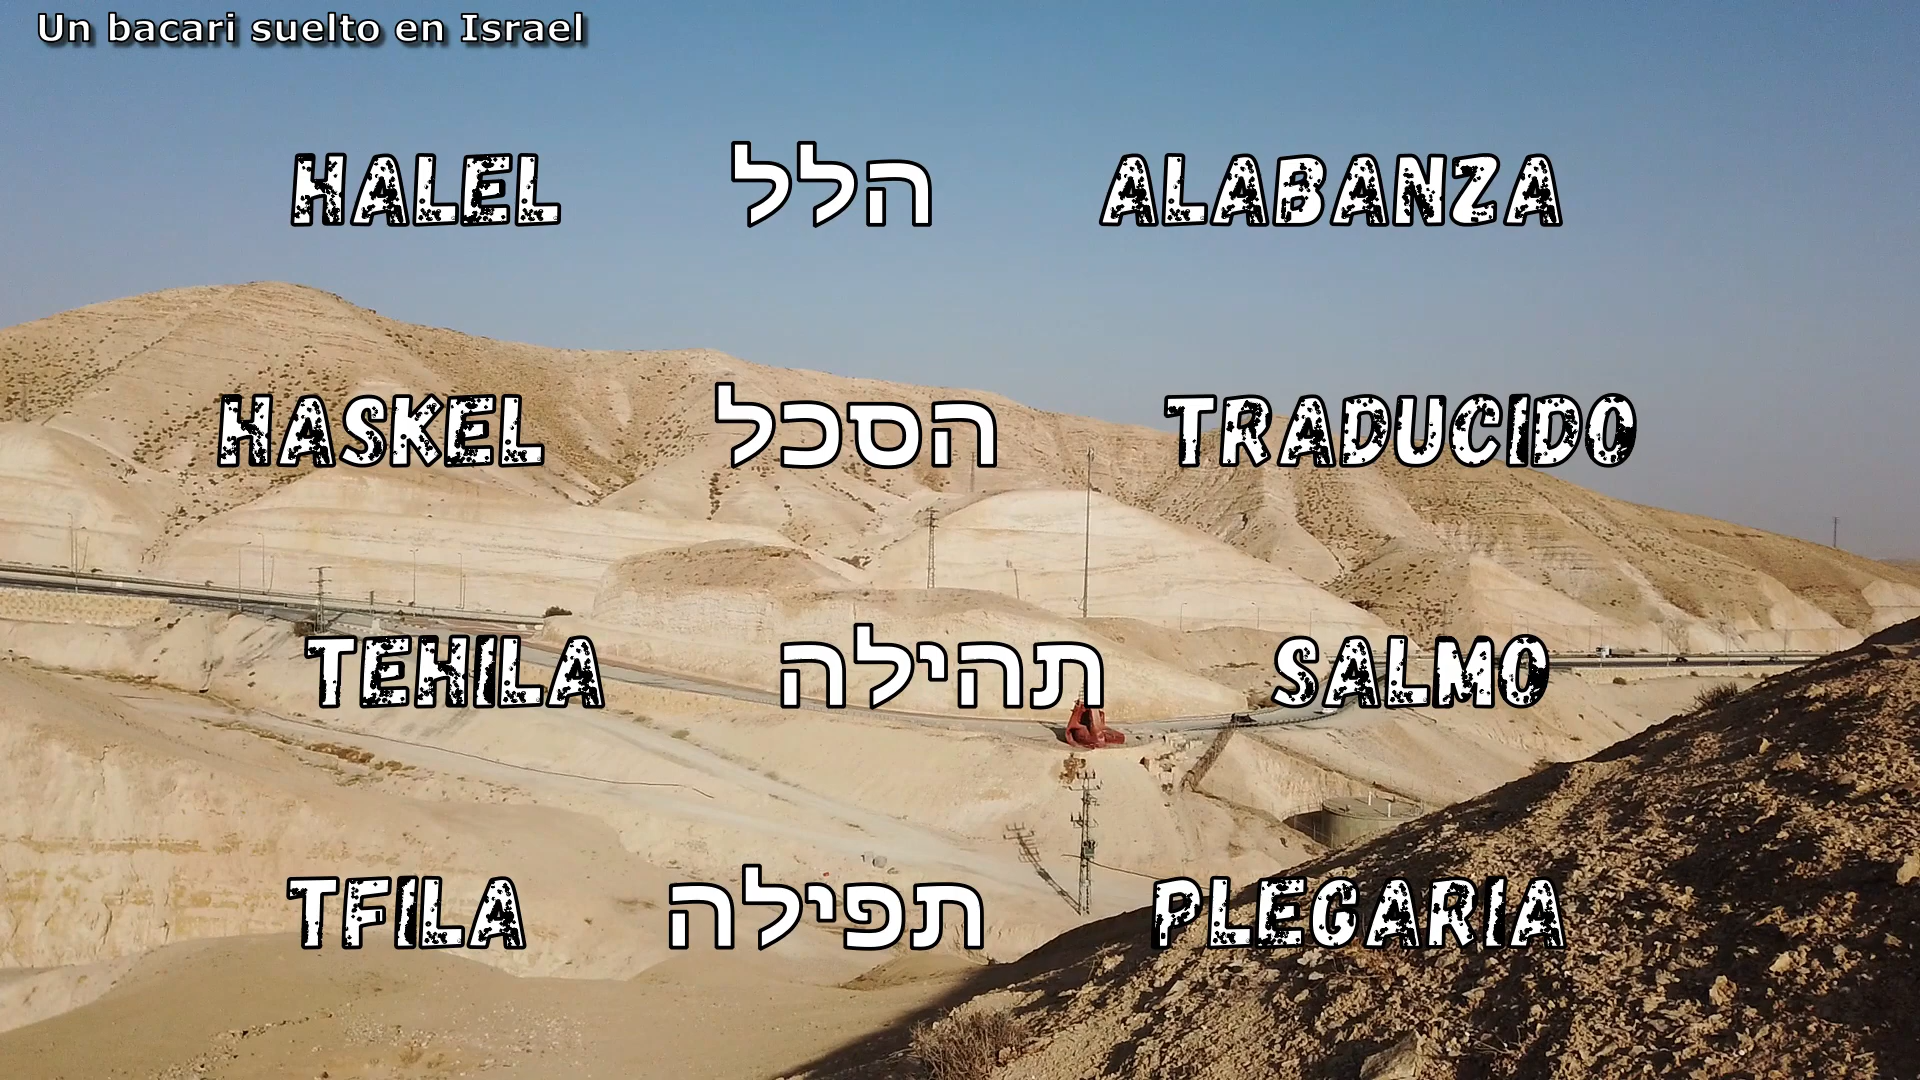 Un bacari suelto en Israel
HALEL הלל ALABANZA
HASKEL הסכל TRADUCIDO
TEHILA תהילה SALMO
TFILA תפילה PLEGARIA